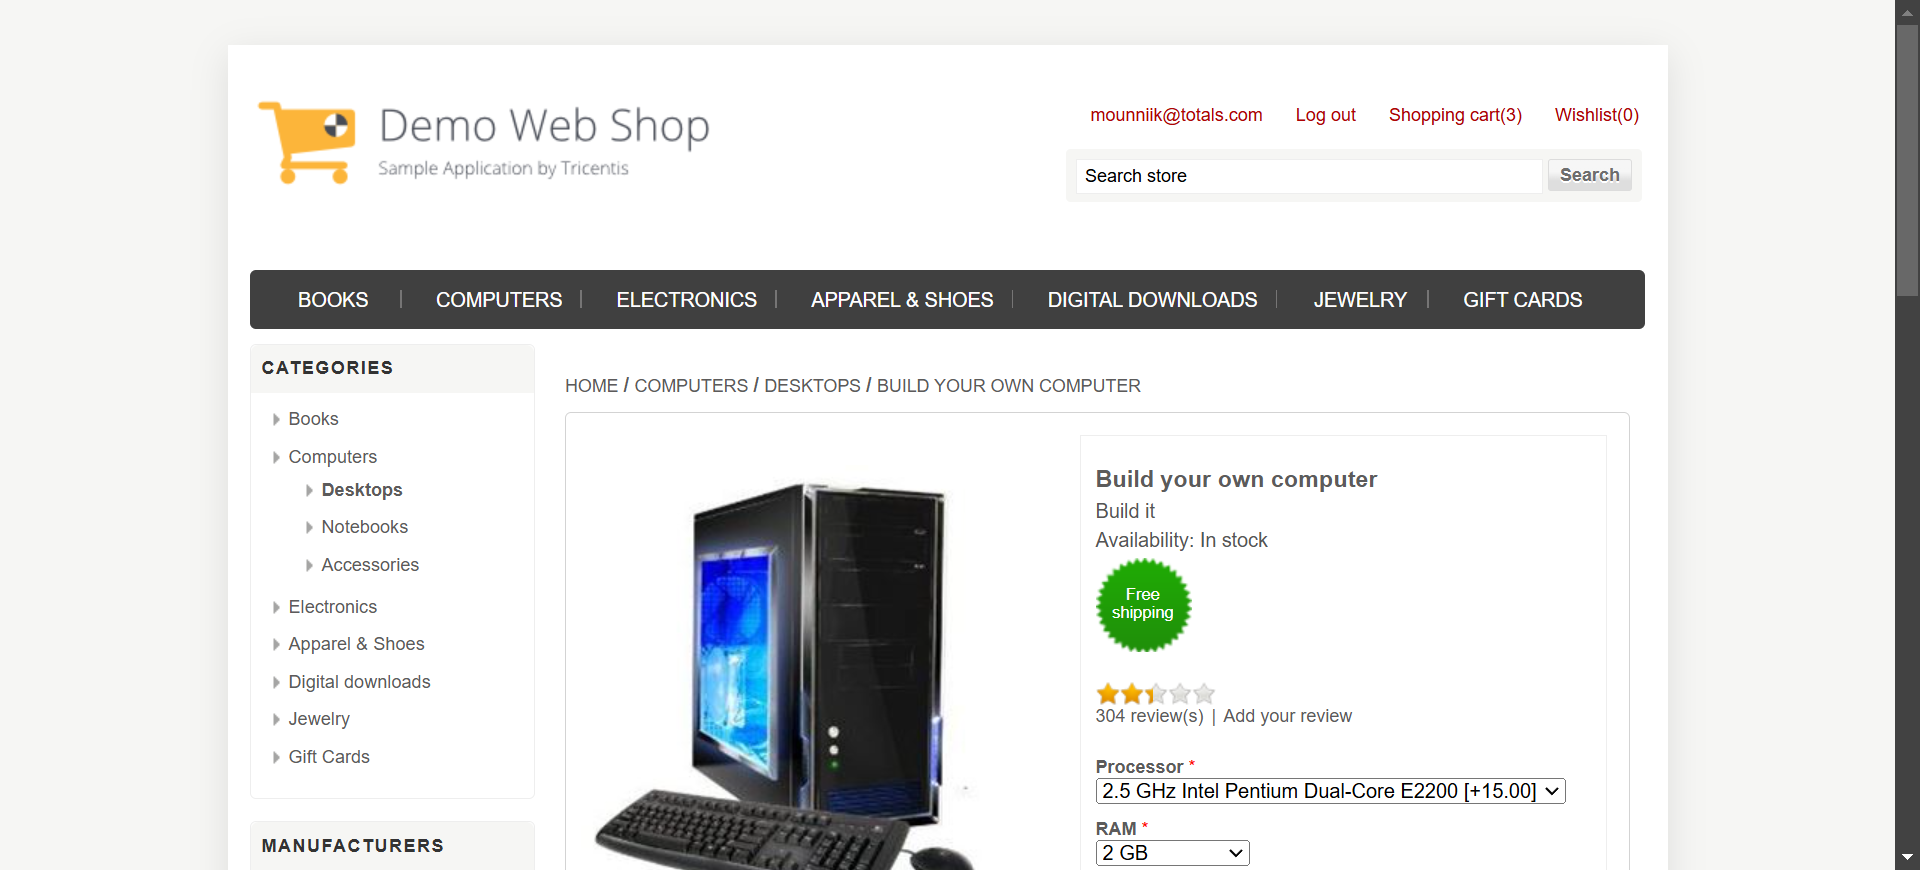 Demo Web Shop
Sample Application by Tricentis
mounniik@totals.com Log out Shopping cart(3) Wishlist(0)
Search store Search
BOOKS COMPUTERS ELECTRONICS APPAREL & SHOES DIGITAL DOWNLOADS JEWELRY GIFT CARDS
CATEGORIES
Books
Computers
Desktops
Notebooks
Accessories
Electronics
Apparel & Shoes
Digital downloads
Jewelry
Gift Cards
MANUFACTURERS
HOME / COMPUTERS / DESKTOPS / BUILD YOUR OWN COMPUTER
Build your own computer
Build it
Availability: In stock
Free
shipping
304 review(s) | Add your review
Processor *
2.5 GHz Intel Pentium Dual-Core E2200 [+15.00]
RAM *
2 GB